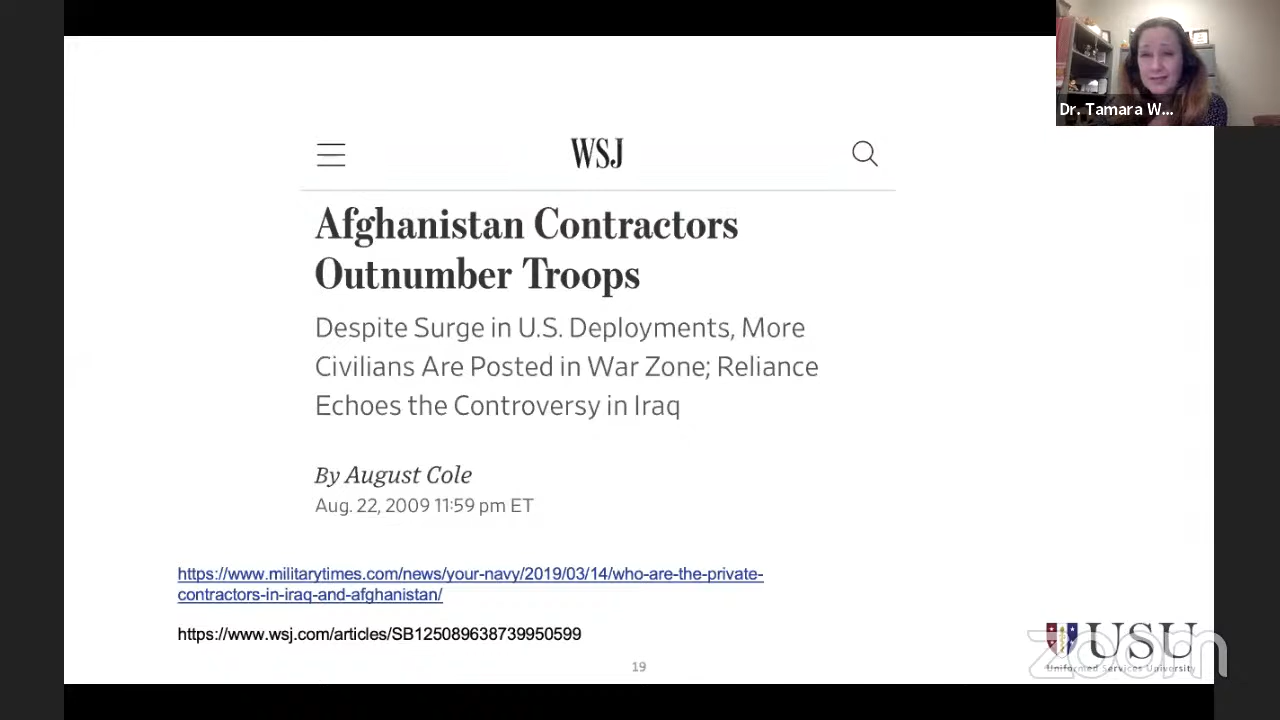 Dr. Tamara W...
WSJ
Afghanistan Contractors
Outnumber Troops
Despite Surge in U.S. Deployments, More
Civilians Are Posted in War Zone; Reliance
Echoes the Controversy in Iraq
By August Cole
Aug. 22, 2009 11:59 pm ET
https://www.militarytimes.com/news/your-navy/2019/03/14/who-are-the-private-
contractors-in-iraq-and-afghanistan/
https://www.wsj.com/articles/SB125089638739950599
19
USU
Uniformed Services University
zoom